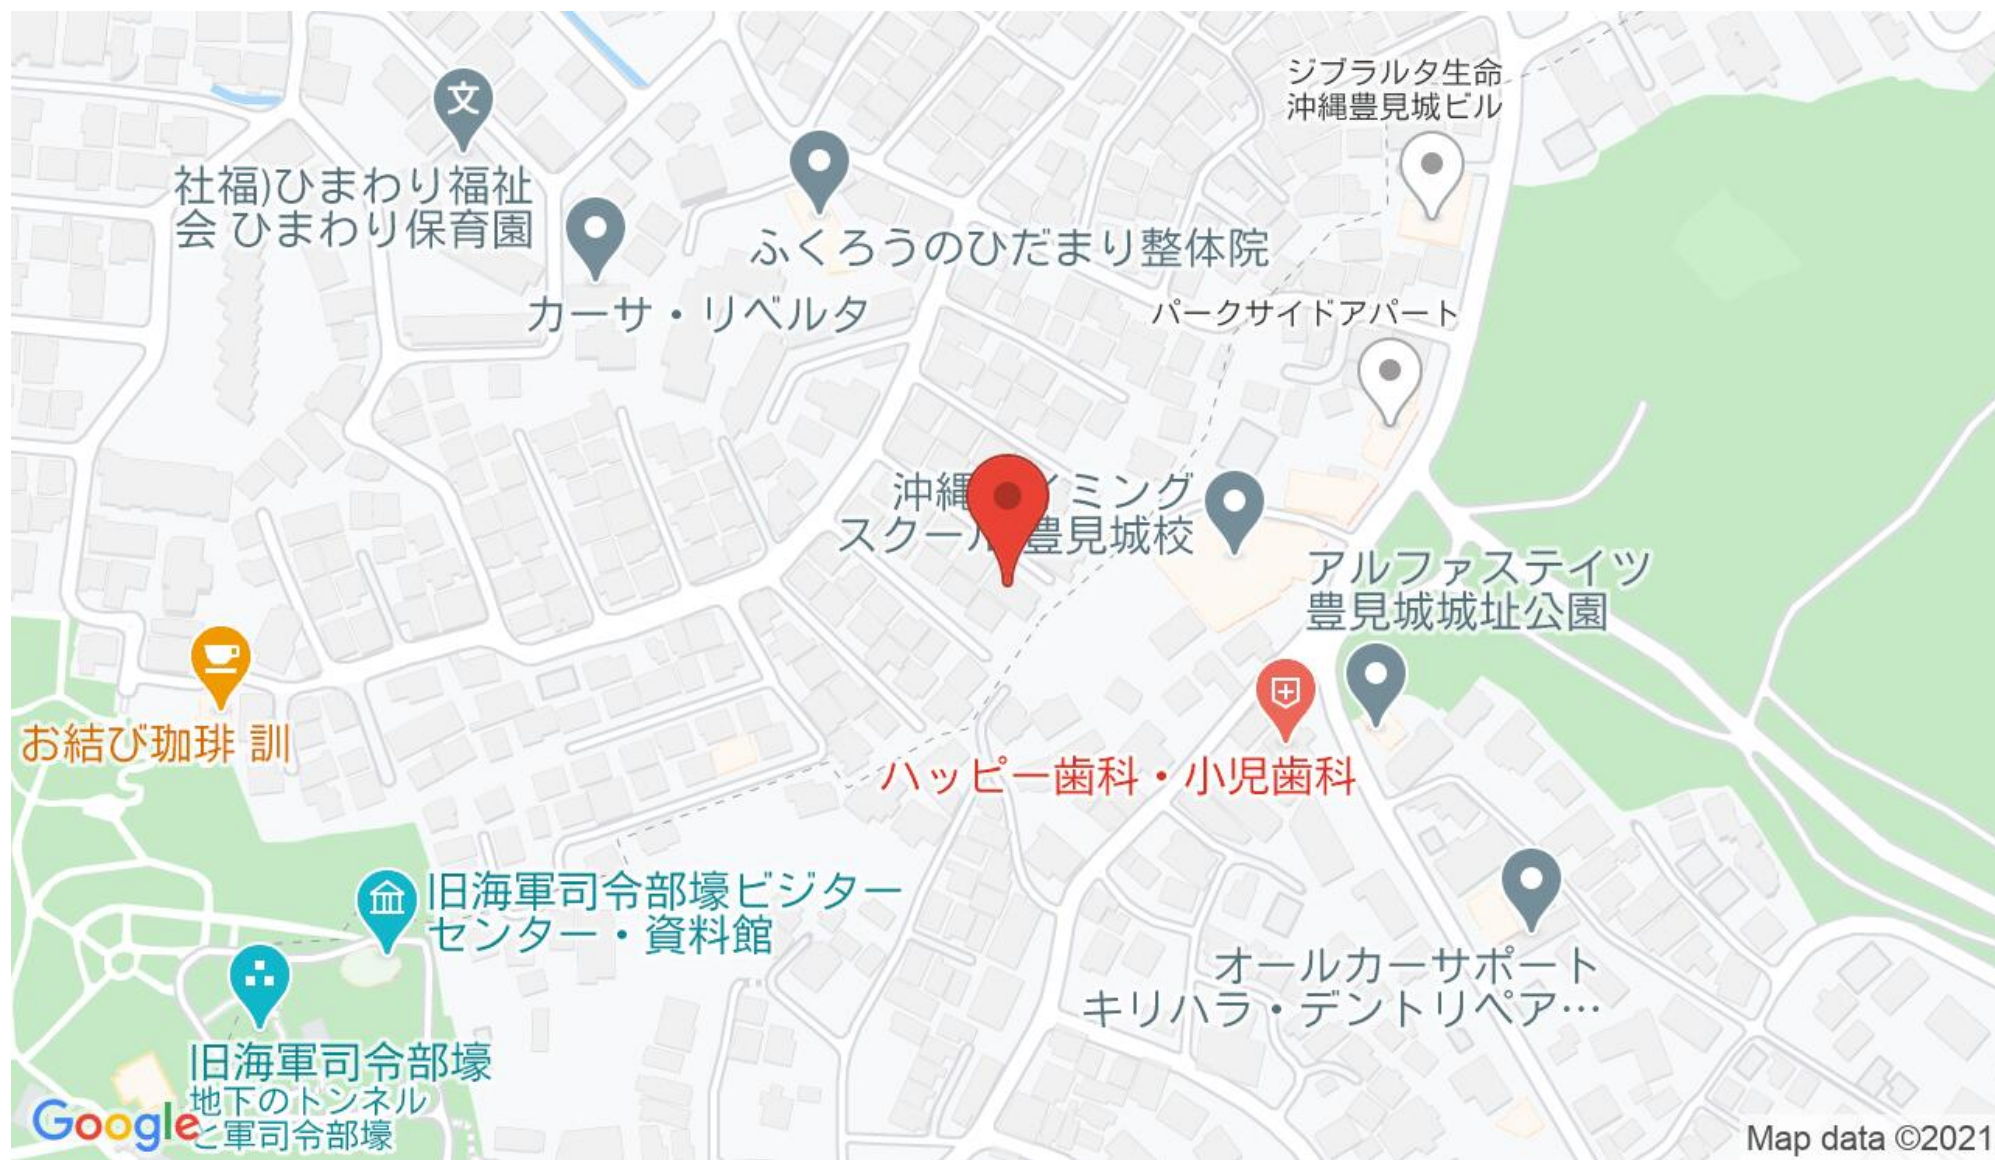 ジブラルタ生命
沖縄豊見城ビル
文
社福)ひまわり福祉
会 ひまわり保育園
ふくろうのひだまり整体院
カーサ・リベルタ
パークサイドアパート
沖縄 イミング
スクール 豊見城校
アルファステイツ
豊見城城址公園
お結び珈琲 訓
ハッピー歯科・小児歯科
旧海軍司令部壕ビジター
センター・資料館
オールカーサポート
キリハラ・デントリペア…
旧海軍司令部壕
地下のトンネル
と軍司令部壕
Google
Map data ©2021